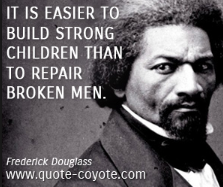 IT IS EASIER TO
BUILD STRONG
CHILDREN THAN
TO REPAIR
BROKEN MEN.
Frederick Douglass
www.quote-coyote.com